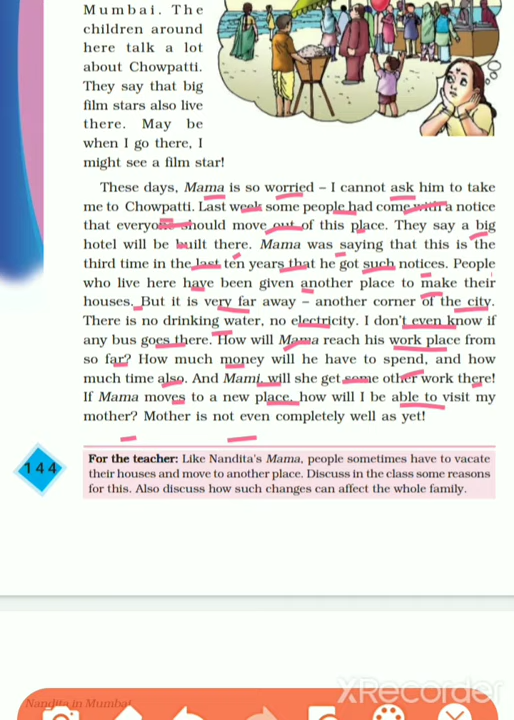 Mumbai. The
children around
here talk a lot
about Chowpatti.
They say that big
film stars also live
there. May be
when I go there, I
might see a film star!
These days, Mama is so worried – I cannot ask him to take
me to Chowpatti. Last week some people had come with a notice
that everyone should move out of this place. They say a big
hotel will be built there. Mama was saying that this is the
third time in the last ten years that he got such notices. People
who live here have been given another place to make their
houses. But it is very far away – another corner of the city.
There is no drinking water, no electricity. I don't even know if
any bus goes there. How will Mama reach his work place from
so far? How much money will he have to spend, and how
much time also. And Mami, will she get some other work there!
If Mama moves to a new place, how will I be able to visit my
mother? Mother is not even completely well as yet!
For the teacher: Like Nandita's Mama, people sometimes have to vacate
their houses and move to another place. Discuss in the class some reasons
for this. Also discuss how such changes can affect the whole family.
144
XRecorder
Nandita in Mumbai